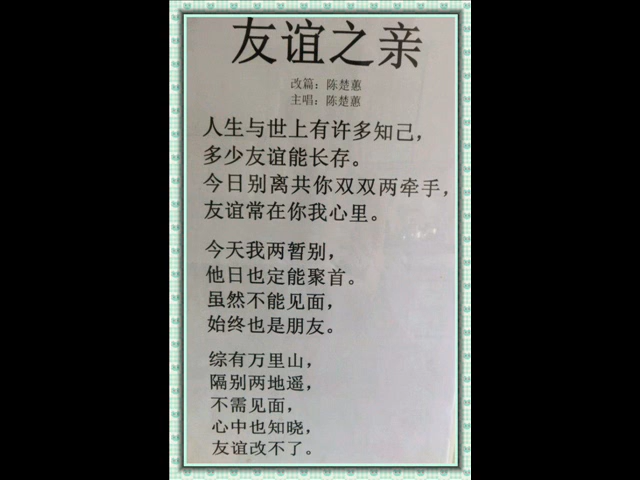 友谊之亲
改篇：陈楚蕙
主唱：陈楚蕙
人生与世上有许多知己，
多少友谊能长存。
今日别离共你双双两牵手，
友谊常在你我心里。
今天我两暂别，
他日也定能聚首。
虽然不能见面，
始终也是朋友。
综有万里山，
隔别两地遥，
不需见面，
心中也知晓，
友谊改不了。